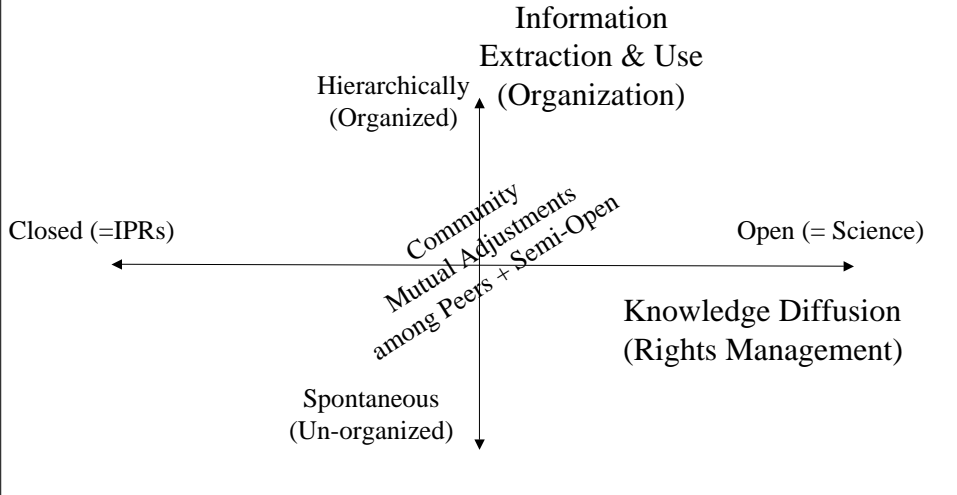 Information
Extraction & Use
(Organization)
Hierarchically
(Organized)
Community
Mutual Adjustments
among Peers + Semi-Open
Closed (=IPRs)
Open (= Science)
Knowledge Diffusion
(Rights Management)
Spontaneous
(Un-organized)